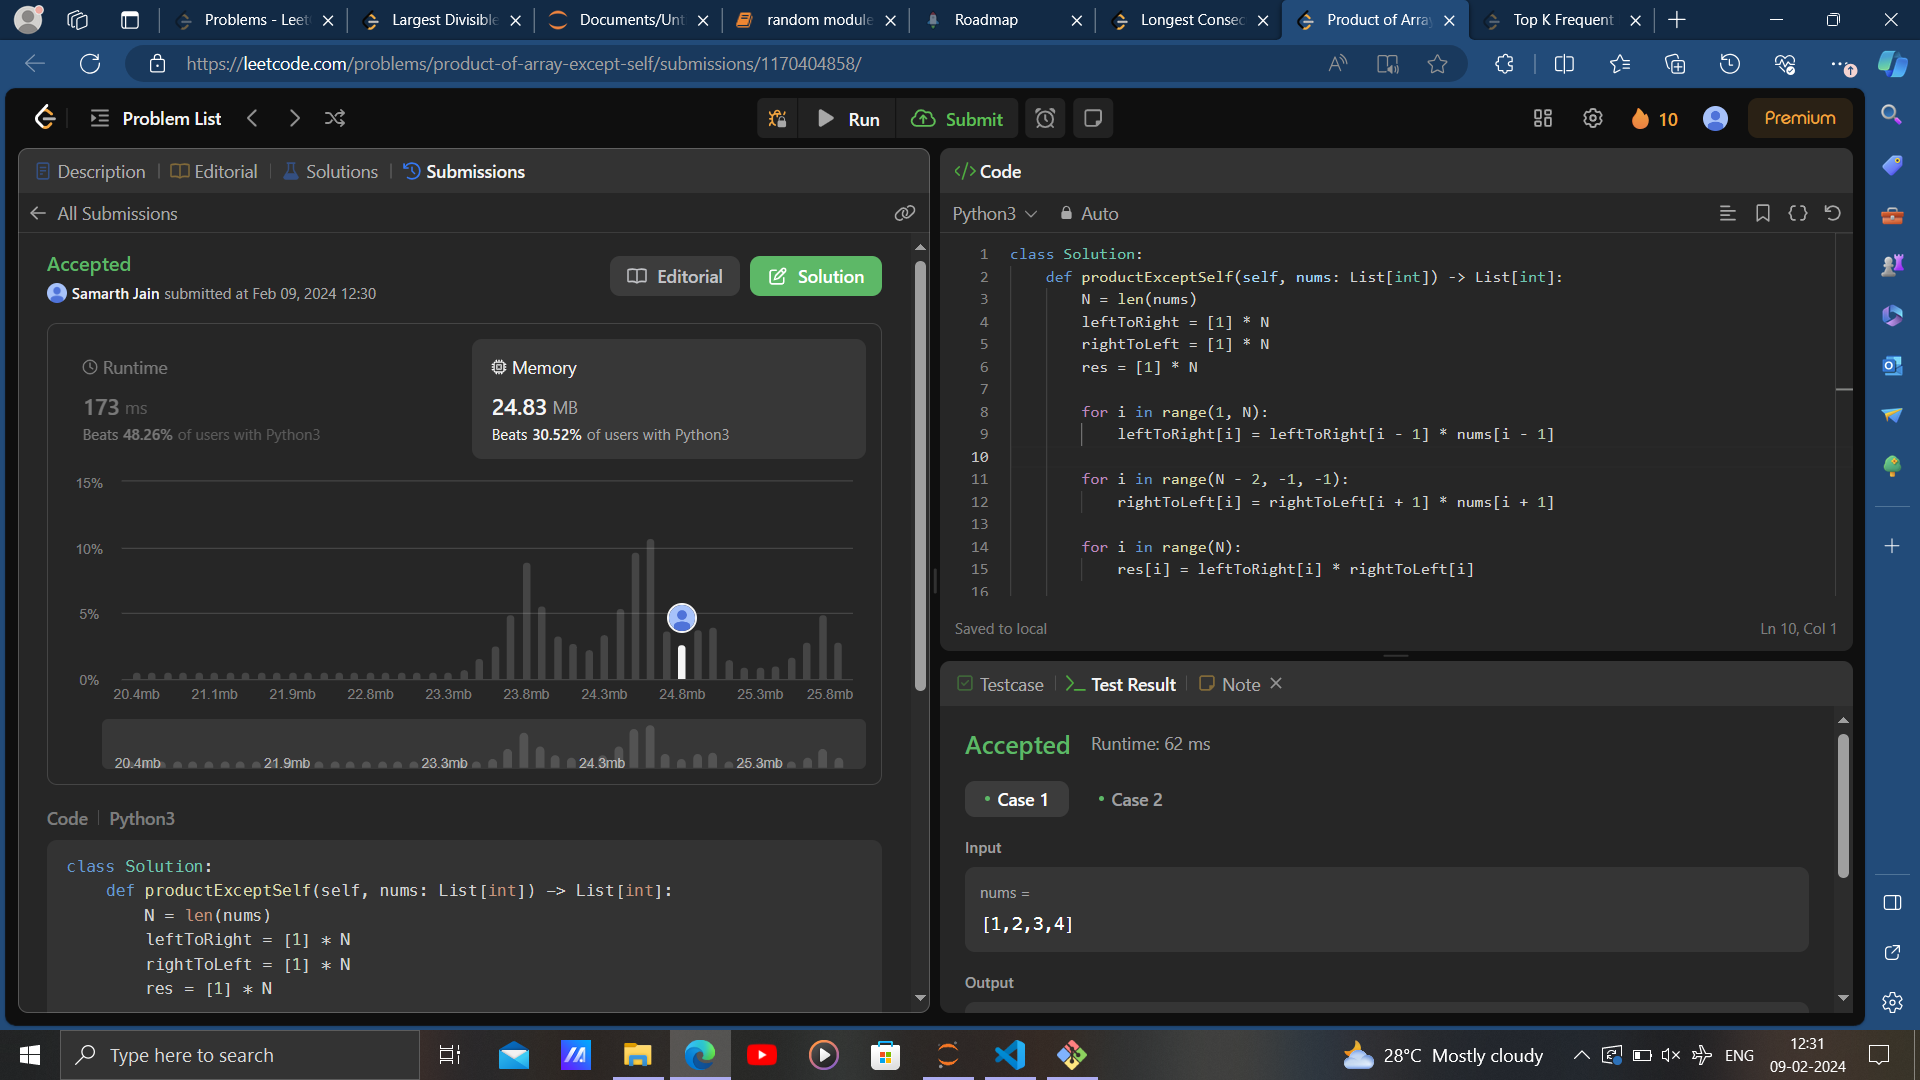 Problems - Leet
Largest Divisible
Documents/Unt
random module
Roadmap
Longest Consec
Product of Array
Top K Frequent
https://leetcode.com/problems/product-of-array-except-self/submissions/1170404858/
Problem List
Run
Submit
10
Premium
Description
Editorial
Solutions
Submissions
All Submissions
Accepted
Samarth Jain submitted at Feb 09, 2024 12:30
Editorial
Solution
Runtime
173 ms
Beats 48.26% of users with Python3
Memory
24.83 MB
Beats 30.52% of users with Python3
15%
10%
5%
0%
20.4mb 21.1mb 21.9mb 22.8mb 23.3mb 23.8mb 24.3mb 24.8mb 25.3mb 25.8mb
20.4mb 21.9mb 23.3mb 24.3mb 25.3mb
Code Python3
class Solution:
def productExceptSelf(self, nums: List[int]) -> List[int]:
N = len(nums)
leftToRight = [1] * N
rightToLeft = [1] * N
res = [1] * N
</> Code
Python3
Auto
1 class Solution:
2 def productExceptSelf(self, nums: List[int]) -> List[int]:
3 N = len(nums)
4 leftToRight = [1] * N
5 rightToLeft = [1] * N
6 res = [1] * N
7
8 for i in range(1, N):
9 leftToRight[i] = leftToRight[i - 1] * nums[i - 1]
10
11 for i in range(N - 2, -1, -1):
12 rightToLeft[i] = rightToLeft[i + 1] * nums[i + 1]
13
14 for i in range(N):
15 res[i] = leftToRight[i] * rightToLeft[i]
16
Saved to local
Ln 10, Col 1
Testcase
Test Result
Note
Accepted Runtime: 62 ms
Case 1
Case 2
Input
nums =
[1,2,3,4]
Output
Type here to search
28°C Mostly cloudy
ENG
12:31
09-02-2024